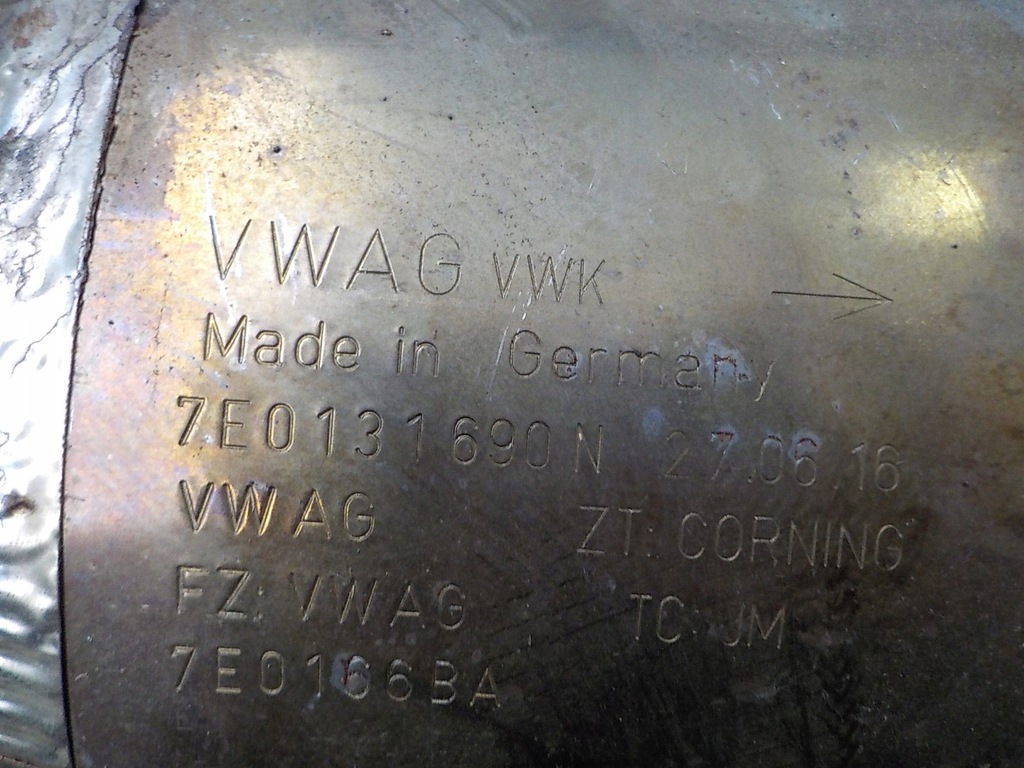 VWAG VWK
Made in Germany
7E0131690N 27.06.16
VWAG ZT: CORNING
FZ: VWAG TC: JM
7E0166BA